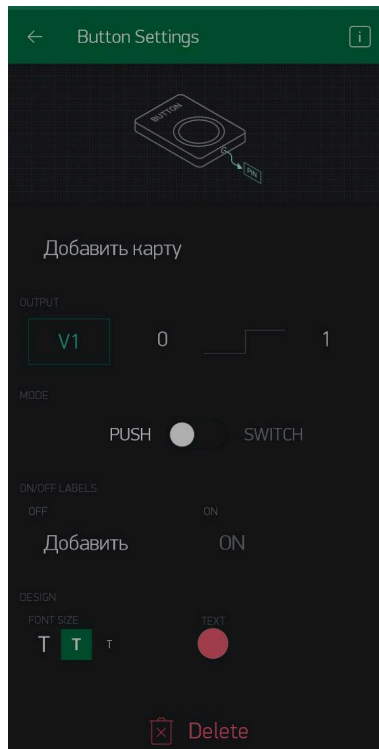 ← Button Settings i
BUTTON
PIN
Добавить карту
OUTPUT
V1 0 1
MODE
PUSH SWITCH
ON/OFF LABELS
OFF ON
Добавить ON
DESIGN
FONT SIZE TEXT
T T T
Delete